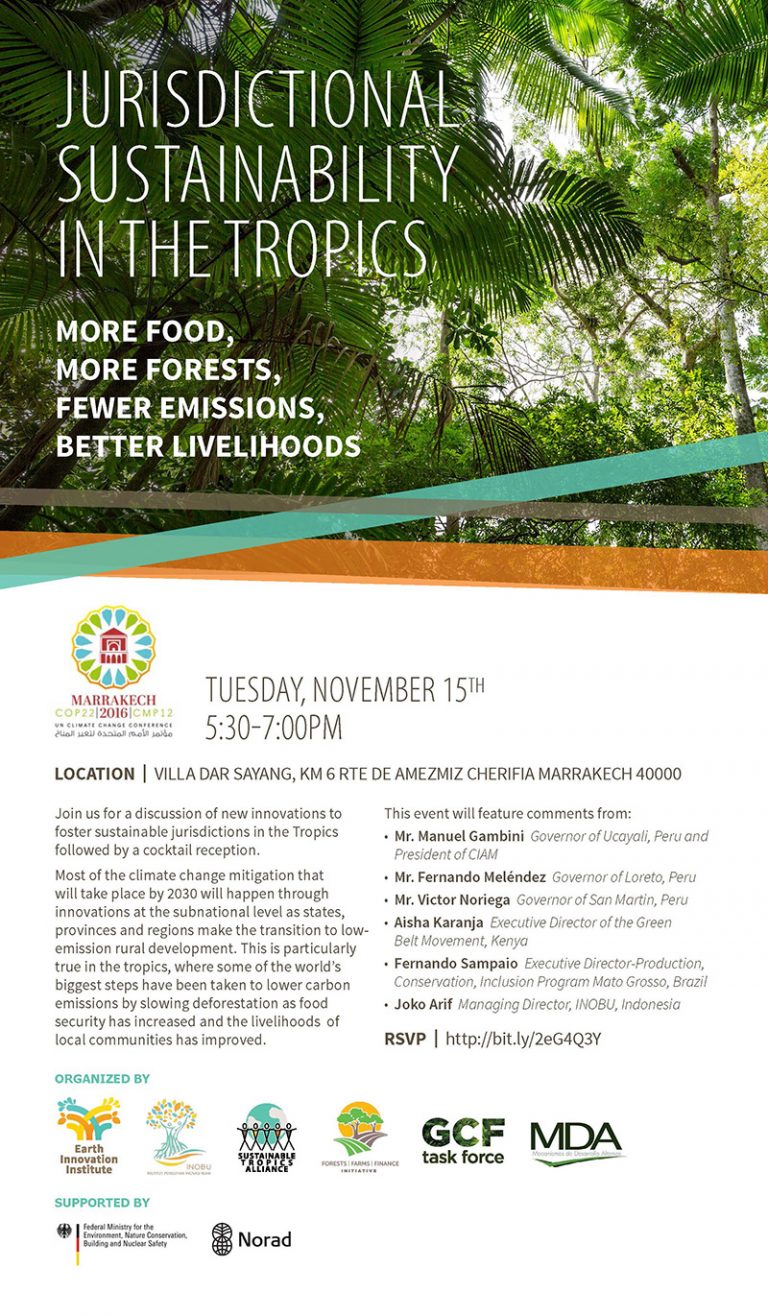 JURISDICTIONAL
SUSTAINABILITY
IN THE TROPICS
MORE FOOD,
MORE FORESTS,
FEWER EMISSIONS,
BETTER LIVELIHOODS
MARRAKECH
COP22|2016|CMP12
UN CLIMATE CHANGE CONFERENCE
مؤتمر الأمم المتحدة لتغير المناخ
TUESDAY, NOVEMBER 15TH
5:30-7:00PM
LOCATION | VILLA DAR SAYANG, KM 6 RTE DE AMEZMIZ CHERIFIA MARRAKECH 40000
Join us for a discussion of new innovations to
foster sustainable jurisdictions in the Tropics
followed by a cocktail reception.
Most of the climate change mitigation that
will take place by 2030 will happen through
innovations at the subnational level as states,
provinces and regions make the transition to low-
emission rural development. This is particularly
true in the tropics, where some of the world's
biggest steps have been taken to lower carbon
emissions by slowing deforestation as food
security has increased and the livelihoods of
local communities has improved.
This event will feature comments from:
• Mr. Manuel Gambini Governor of Ucayali, Peru and
President of CIAM
• Mr. Fernando Meléndez Governor of Loreto, Peru
• Mr. Victor Noriega Governor of San Martin, Peru
• Aisha Karanja Executive Director of the Green
Belt Movement, Kenya
• Fernando Sampaio Executive Director-Production,
Conservation, Inclusion Program Mato Grosso, Brazil
• Joko Arif Managing Director, INOBU, Indonesia
RSVP | http://bit.ly/2eG4Q3Y
ORGANIZED BY
Earth
Innovation
Institute
INOBU
SUSTAINABLE
TROPICS
ALLIANCE
FORESTS | FARMS | FINANCE
INITIATIVE
GCF
task force
MDA
SUPPORTED BY
Federal Ministry for the
Environment, Nature Conservation,
Building and Nuclear Safety
Norad